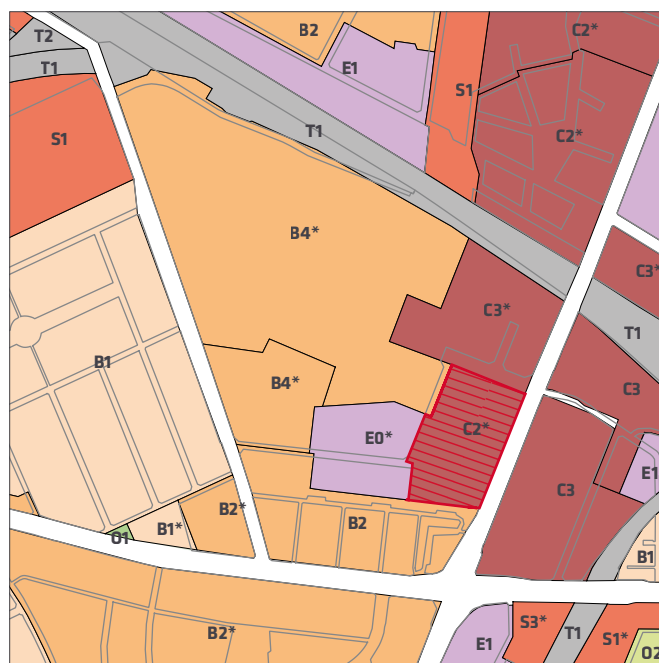 T2
B2
C2*
T1
E1
S1
T1
S1
C2*
B4*
C3*
C3*
T1
B1
B4*
C3
C2*
E0*
E1
C3
B2*
B2
B1*
O1
B1
B2*
E1
S3*
T1
S1*
O2